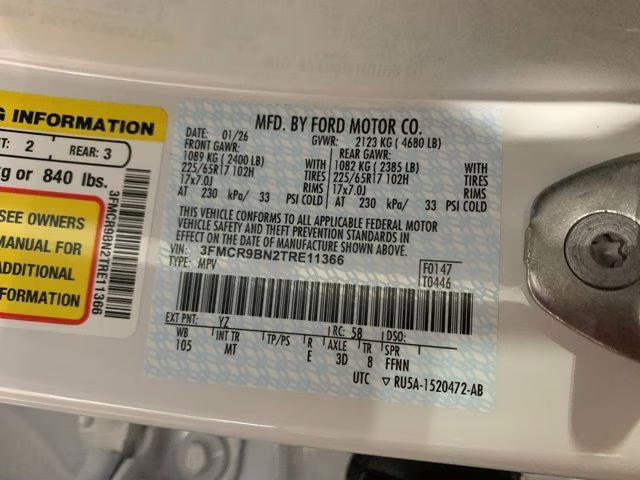 G INFORMATION
NT: 2 REAR: 3
kg or 840 lbs.
SEE OWNERS
MANUAL FOR
ADDITIONAL
INFORMATION
3FMCR9BN2TRE11366
MFD. BY FORD MOTOR CO.
DATE: 01/26 GVWR: 2123 KG ( 4680 LB)
FRONT GAWR: REAR GAWR:
1089 KG ( 2400 LB) WITH 1082 KG ( 2385 LB) WITH
225/65R17 102H TIRES 225/65R17 102H TIRES
17x7.0J RIMS 17x7.0J RIMS
AT 230 kPa/ 33 PSI COLD AT 230 kPa/ 33 PSI COLD
THIS VEHICLE CONFORMS TO ALL APPLICABLE FEDERAL MOTOR
VEHICLE SAFETY AND THEFT PREVENTION STANDARDS IN
EFFECT ON THE DATE OF MANUFACTURE SHOWN ABOVE.
VIN: 3FMCR9BN2TRE11366
TYPE: MPV
F0147
T0446
EXT PNT: YZ RC: 58 DSO:
WB INT TR TP/PS R AXLE TR SPR
105 MT E 3D 8 FFNN
UTC ▽ RU5A-1520472-AB